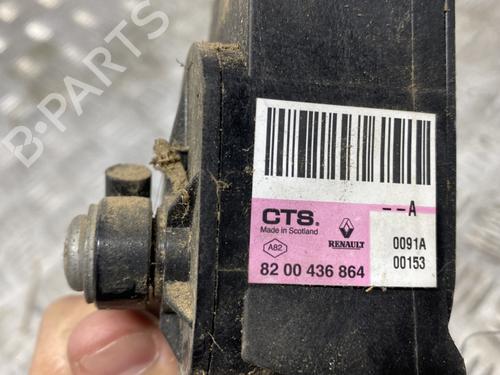 --A
CTS.
Made in Scotland
A82
RENAULT
0091A
82 00 436 864
00153
B-PARTS